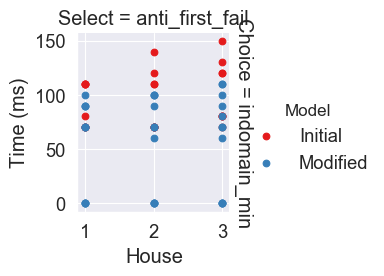 Select = anti_first_fail
Choice = indomain_min
Time (ms)
150
100
50
0
1 2 3
House
Model
Initial
Modified